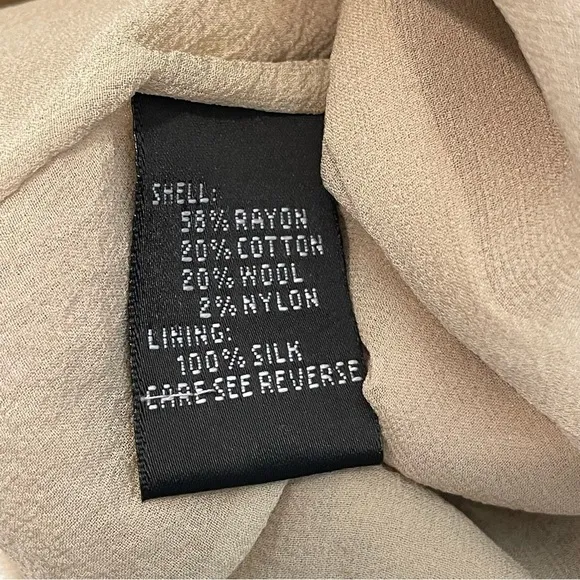 SHELL:
58% RAYON
20% COTTON
20% WOOL
2% NYLON
LINING:
100% SILK
CARE SEE REVERSE